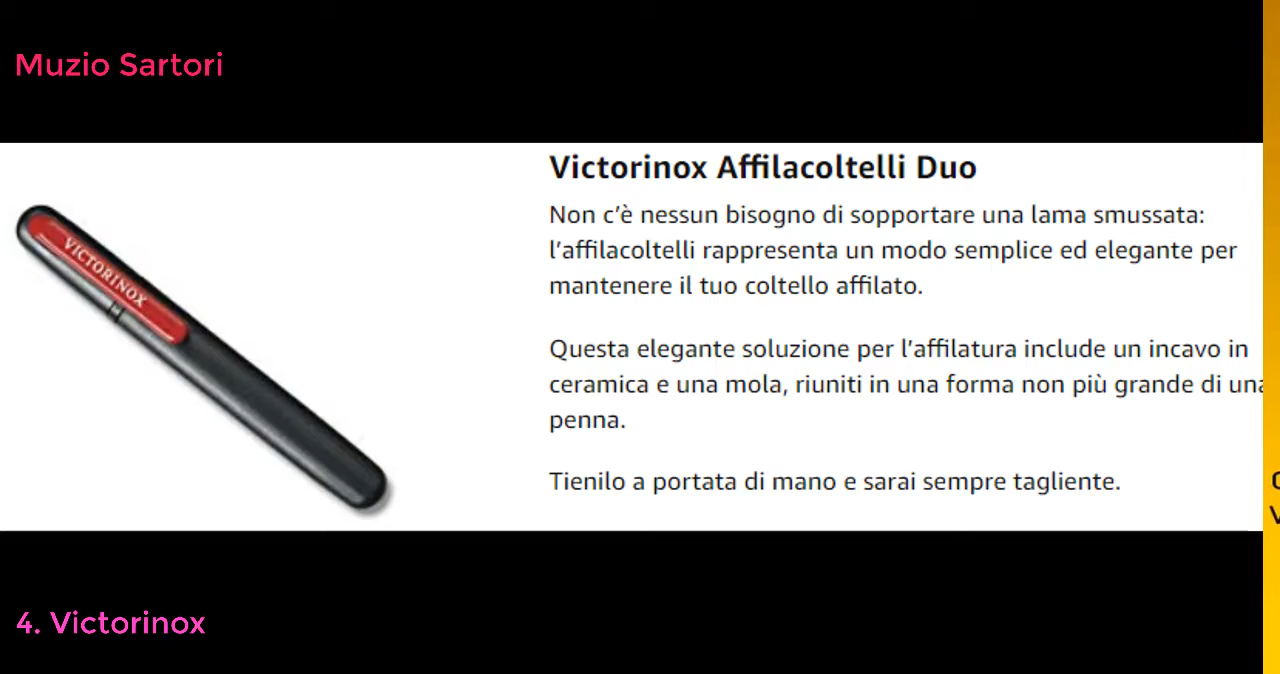 Muzio Sartori
VICTORINOX
Victorinox Affilacoltelli Duo
Non c’è nessun bisogno di sopportare una lama smussata:
l’affilacoltelli rappresenta un modo semplice ed elegante per
mantenere il tuo coltello affilato.
Questa elegante soluzione per l’affilatura include un incavo in
ceramica e una mola, riuniti in una forma non più grande di una
penna.
Tienilo a portata di mano e sarai sempre tagliente.
4. Victorinox